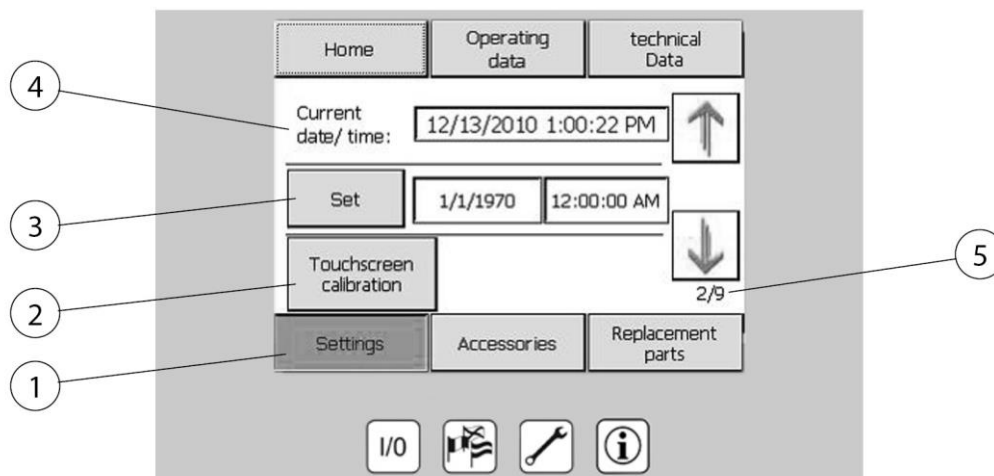 Home
Operating
data
technical
Data
4
Current
date/ time:
12/13/2010 1:00:22 PM
3
Set
1/1/1970
12:00:00 AM
5
2
Touchscreen
calibration
2/9
1
Settings
Accessories
Replacement
parts
I/0
i